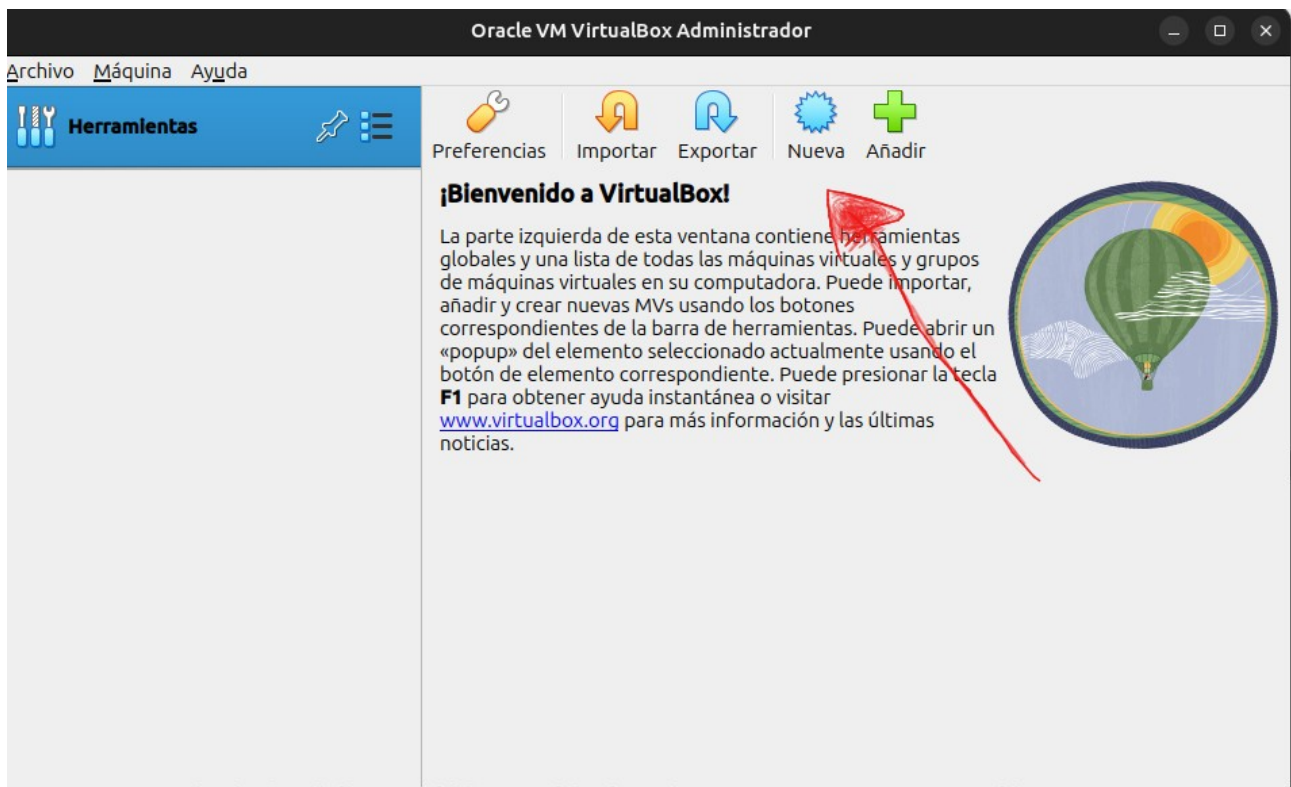 Oracle VM VirtualBox Administrador
Archivo Máquina Ayuda
Herramientas
Preferencias Importar Exportar Nueva Añadir
¡Bienvenido a VirtualBox!
La parte izquierda de esta ventana contiene herramientas
globales y una lista de todas las máquinas virtuales y grupos
de máquinas virtuales en su computadora. Puede importar,
añadir y crear nuevas MVs usando los botones
correspondientes de la barra de herramientas. Puede abrir un
«popup» del elemento seleccionado actualmente usando el
botón de elemento correspondiente. Puede presionar la tecla
F1 para obtener ayuda instantánea o visitar
www.virtualbox.org para más información y las últimas
noticias.